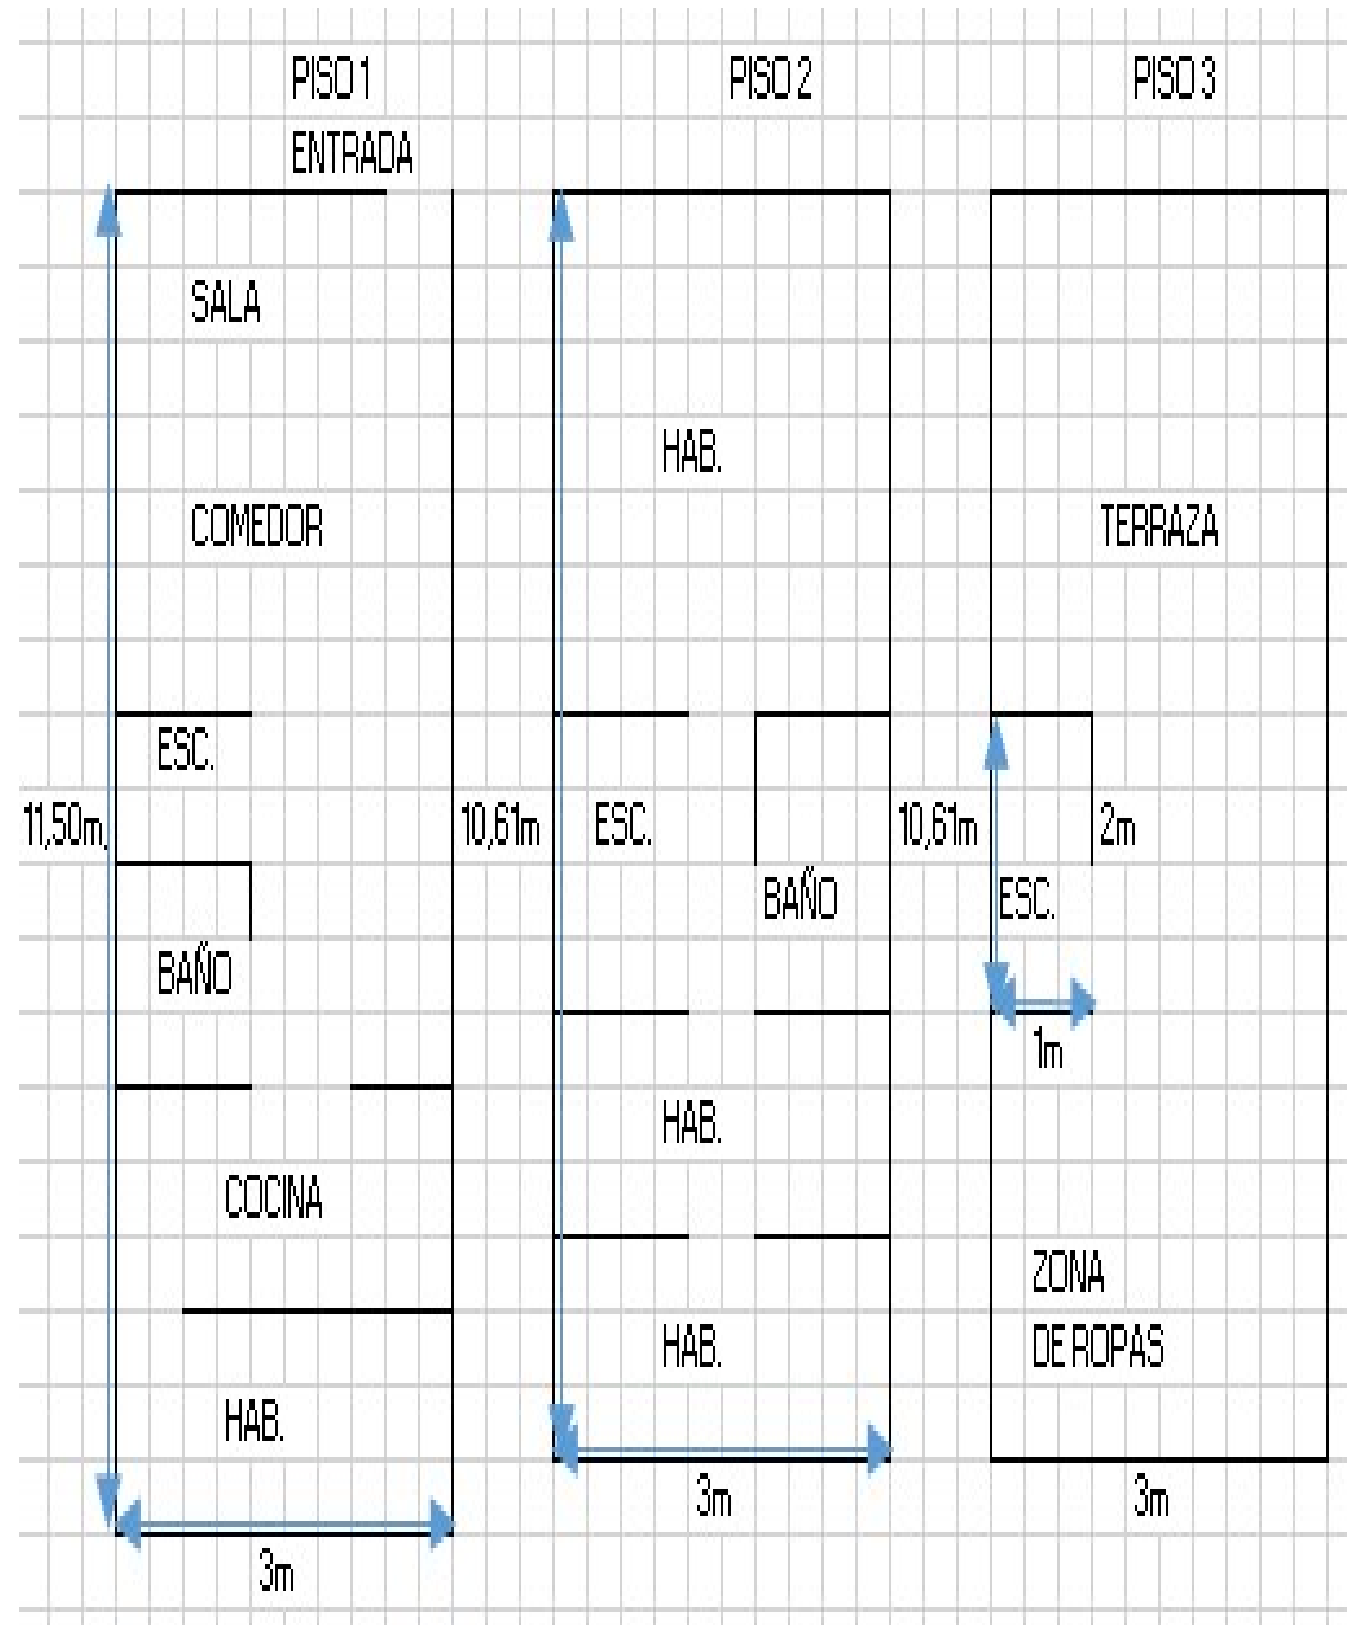 PISO 1
ENTRADA
SALA
COMEDOR
ESC.
11,50m.
BAÑO
COCINA
HAB.
3m
PISO 2
HAB.
10,61m
ESC.
BAÑO
HAB.
HAB.
3m
PISO 3
TERRAZA
10,61m
2m
ESC.
1m
ZONA
DE ROPAS
3m